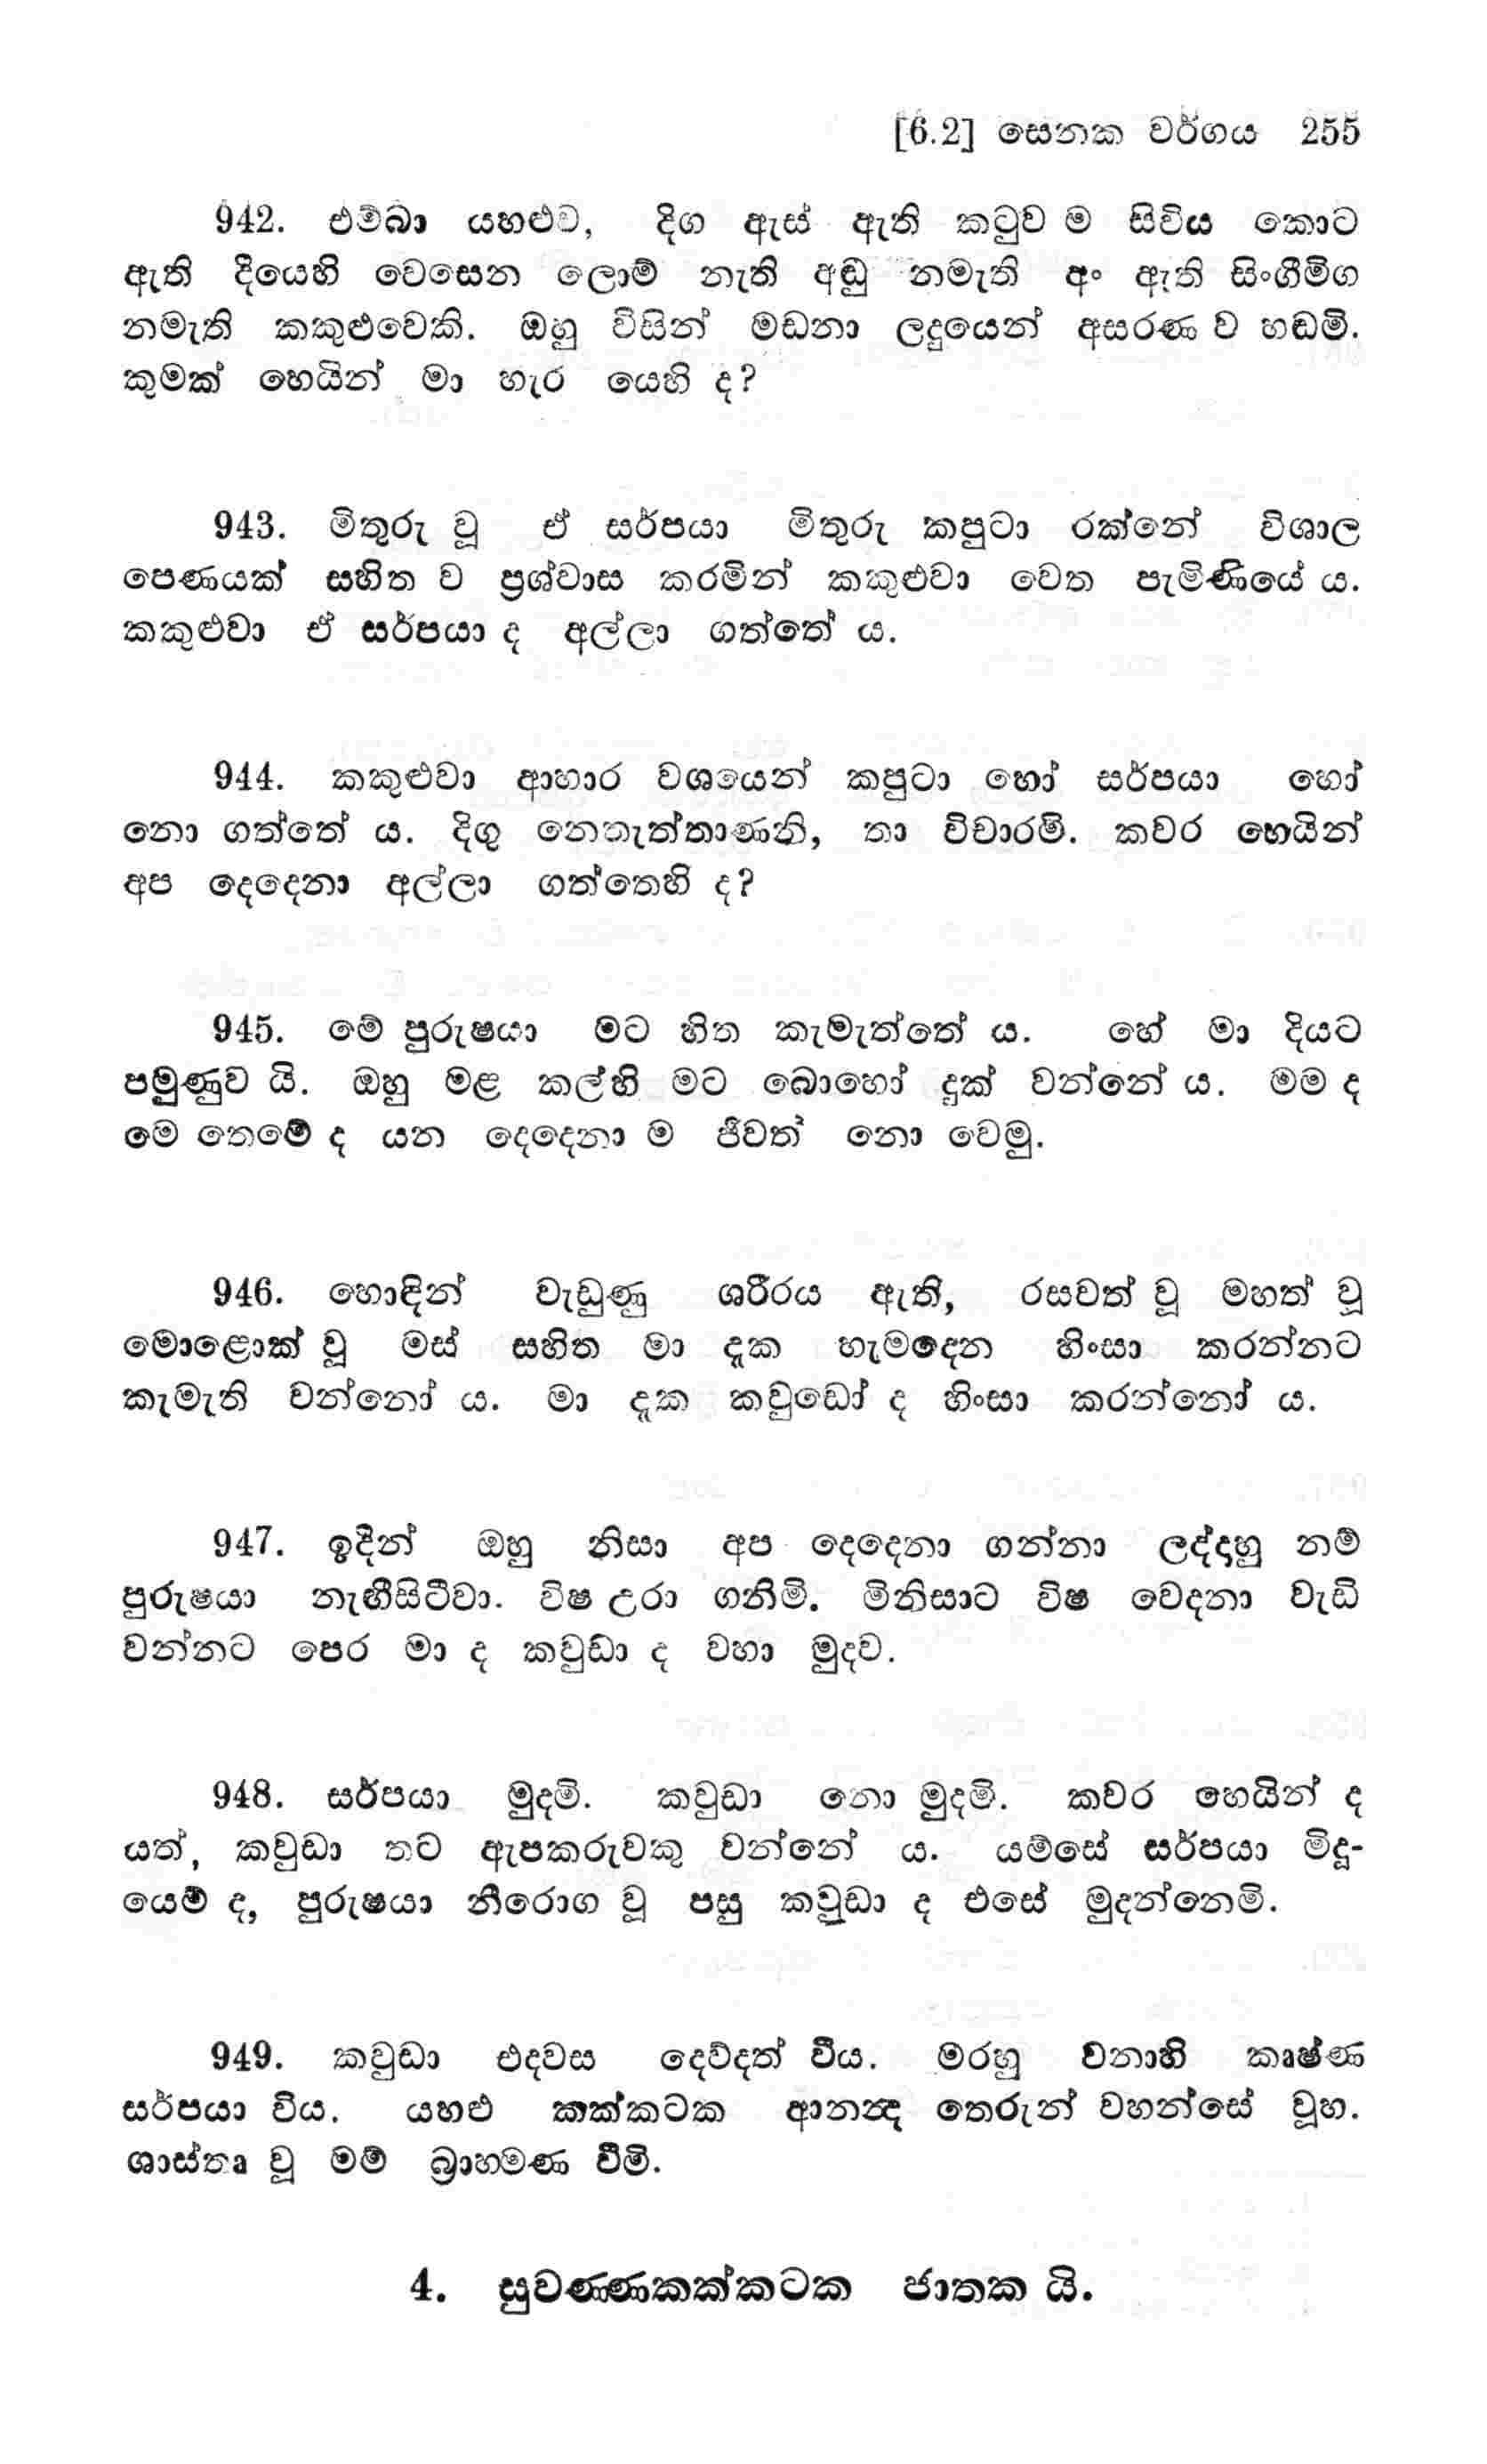 [6.2] සෙනක වර්ගය 255
942. එම්බා යහළුව, දිග ඇස් ඇති කටුව ම සිවිය කොට
ඇති දියෙහි වෙසෙන ලොම් නැති අඬු නමැති අං ඇති සිංගීමිග
නමැති කකුළුවෙකි. ඔහු විසින් මඩනා ලදුයෙන් අසරණ ව හඬමි.
කුමක් හෙයින් මා හැර යෙහි ද?
943. මිතුරු වූ ඒ සර්පයා මිතුරු කපුටා රක්නේ විශාල
පෙණයක් සහිත ව ප්‍රශ්වාස කරමින් කකුළුවා වෙත පැමිණියේ ය.
කකුළුවා ඒ සර්පයා ද අල්ලා ගත්තේ ය.
944. කකුළුවා ආහාර වශයෙන් කපුටා හෝ සර්පයා හෝ
නො ගත්තේ ය. දිගු නෙතැත්තාණනි, තා විචාරමි. කවර හෙයින්
අප දෙදෙනා අල්ලා ගත්තෙහි ද?
945. මේ පුරුෂයා මට හිත කැමැත්තේ ය. හේ මා දියට
පමුණුව යි. ඔහු මළ කල්හි මට බොහෝ දුක් වන්නේ ය. මම ද
මෙ තෙමේ ද යන දෙදෙනා ම ජීවත් නො වෙමු.
946. හොඳින් වැඩුණු ශරීරය ඇති, රසවත් වූ මහත් වූ
මොළොක් වූ මස් සහිත මා දැක හැමදෙන හිංසා කරන්නට
කැමැති වන්නෝ ය. මා දැක කවුඩෝ ද හිංසා කරන්නෝ ය.
947. ඉදින් ඔහු නිසා අප දෙදෙනා ගන්නා ලද්දාහු නම්
පුරුෂයා නැඟීසිටීවා. විෂ උරා ගනිමි. මිනිසාට විෂ වෙදනා වැඩි
වන්නට පෙර මා ද කවුඩා ද වහා මුදව.
948. සර්පයා මුදමි. කවුඩා නො මුදමි. කවර හෙයින් ද
යත්, කවුඩා තට ඇපකරුවකු වන්නේ ය. යම්සේ සර්පයා මිදූ-
යෙම් ද, පුරුෂයා නීරොග වූ පසු කවුඩා ද එසේ මුදන්නෙමි.
949. කවුඩා එදවස දෙව්දත් විය. මරහු වනාහි කෘෂ්ණ
සර්පයා විය. යහළු කක්කටක ආනන්‍ද තෙරුන් වහන්සේ වූහ.
ශාස්තෘ වූ මම් බ්‍රාහමණ වීමි.
4. සුවණ්ණකක්කටක ජාතක යි.